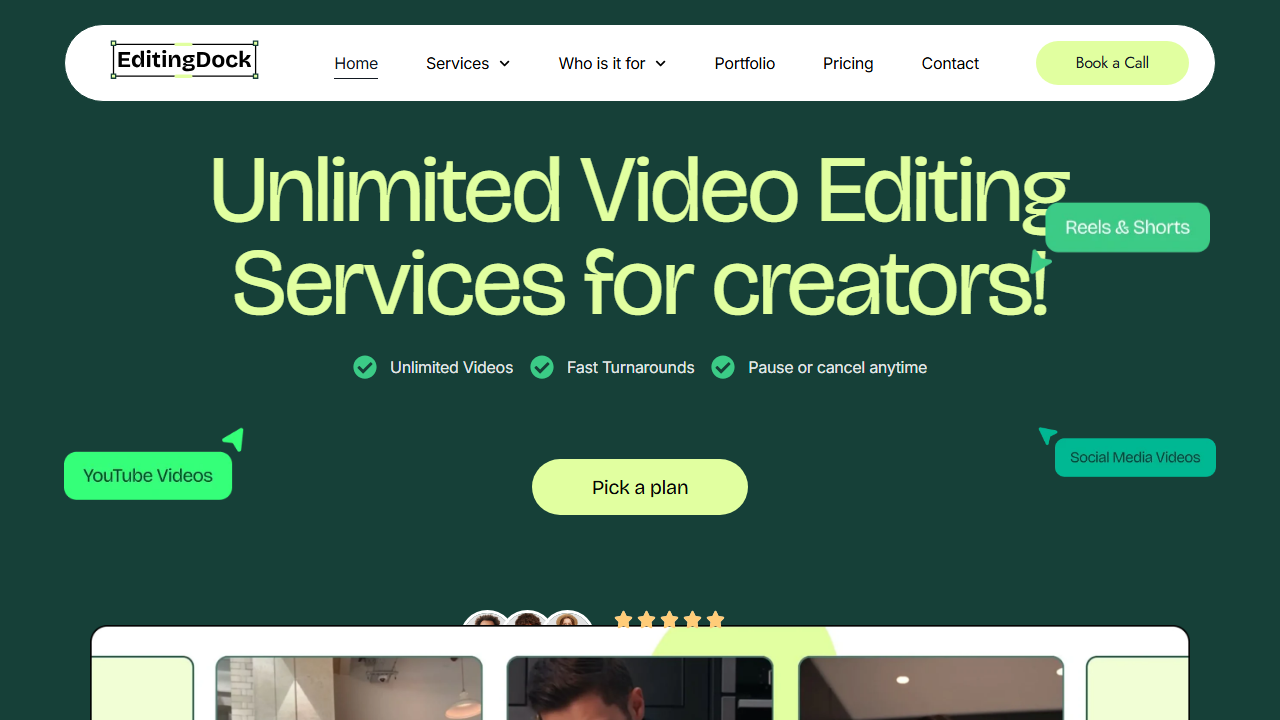 EditingDock
Home
Services
Who is it for
Portfolio
Pricing
Contact
Book a Call
Unlimited Video Editing
Services for creators!
Reels & Shorts
Unlimited Videos
Fast Turnarounds
Pause or cancel anytime
YouTube Videos
Social Media Videos
Pick a plan